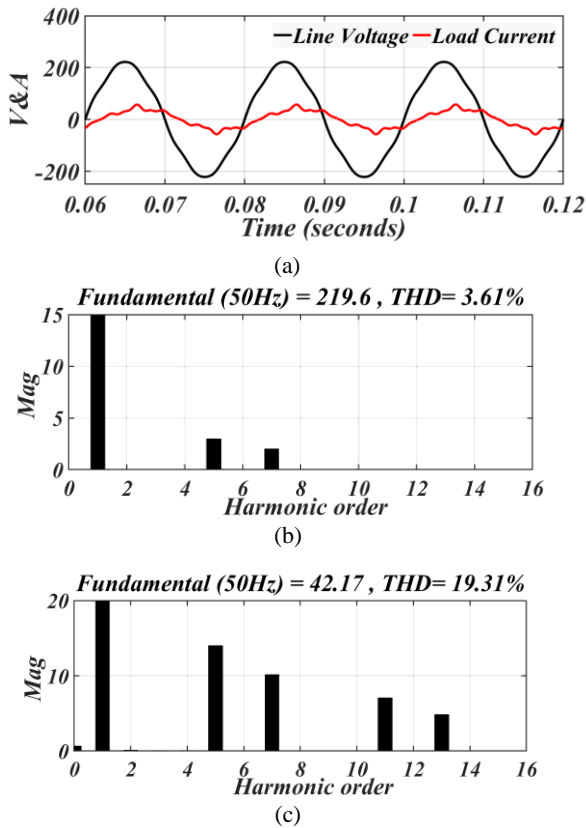 400
200
0
-200
V&A
Line Voltage Load Current
0.06 0.07 0.08 0.09 0.1 0.11 0.12
Time (seconds)
(a)
Fundamental (50Hz) = 219.6 , THD= 3.61%
15
10
5
0
Mag
0 2 4 6 8 10 12 14 16
Harmonic order
(b)
Fundamental (50Hz) = 42.17 , THD= 19.31%
20
10
0
Mag
0 2 4 6 8 10 12 14 16
Harmonic order
(c)